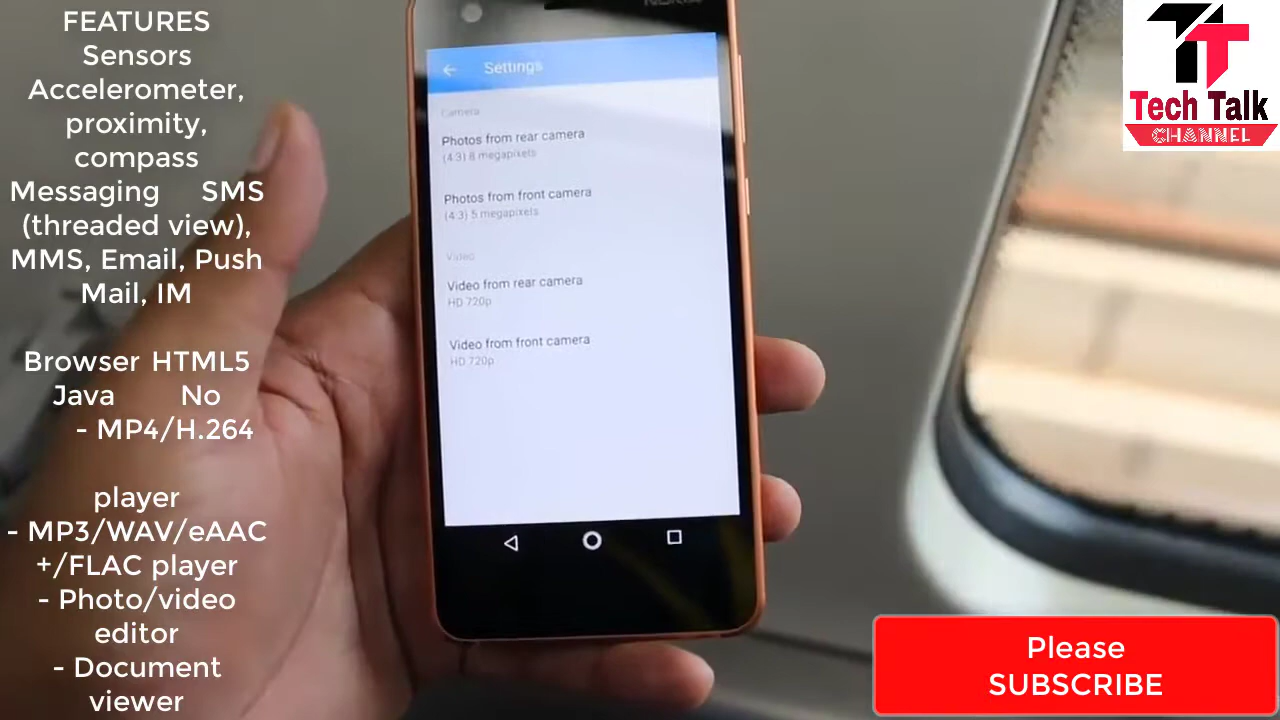 FEATURES
Sensors
Accelerometer,
proximity,
compass
Messaging SMS
(threaded view),
MMS, Email, Push
Mail, IM
Browser HTML5
Java No
- MP4/H.264
player
- MP3/WAV/eAAC
+/FLAC player
- Photo/video
editor
- Document
viewer
NOKIA
Settings
Camera
Photos from rear camera
(4:3) 8 megapixels
Photos from front camera
(4:3) 5 megapixels
Video
Video from rear camera
HD 720p
Video from front camera
HD 720p
TT
Tech Talk
CHANNEL
Please
SUBSCRIBE